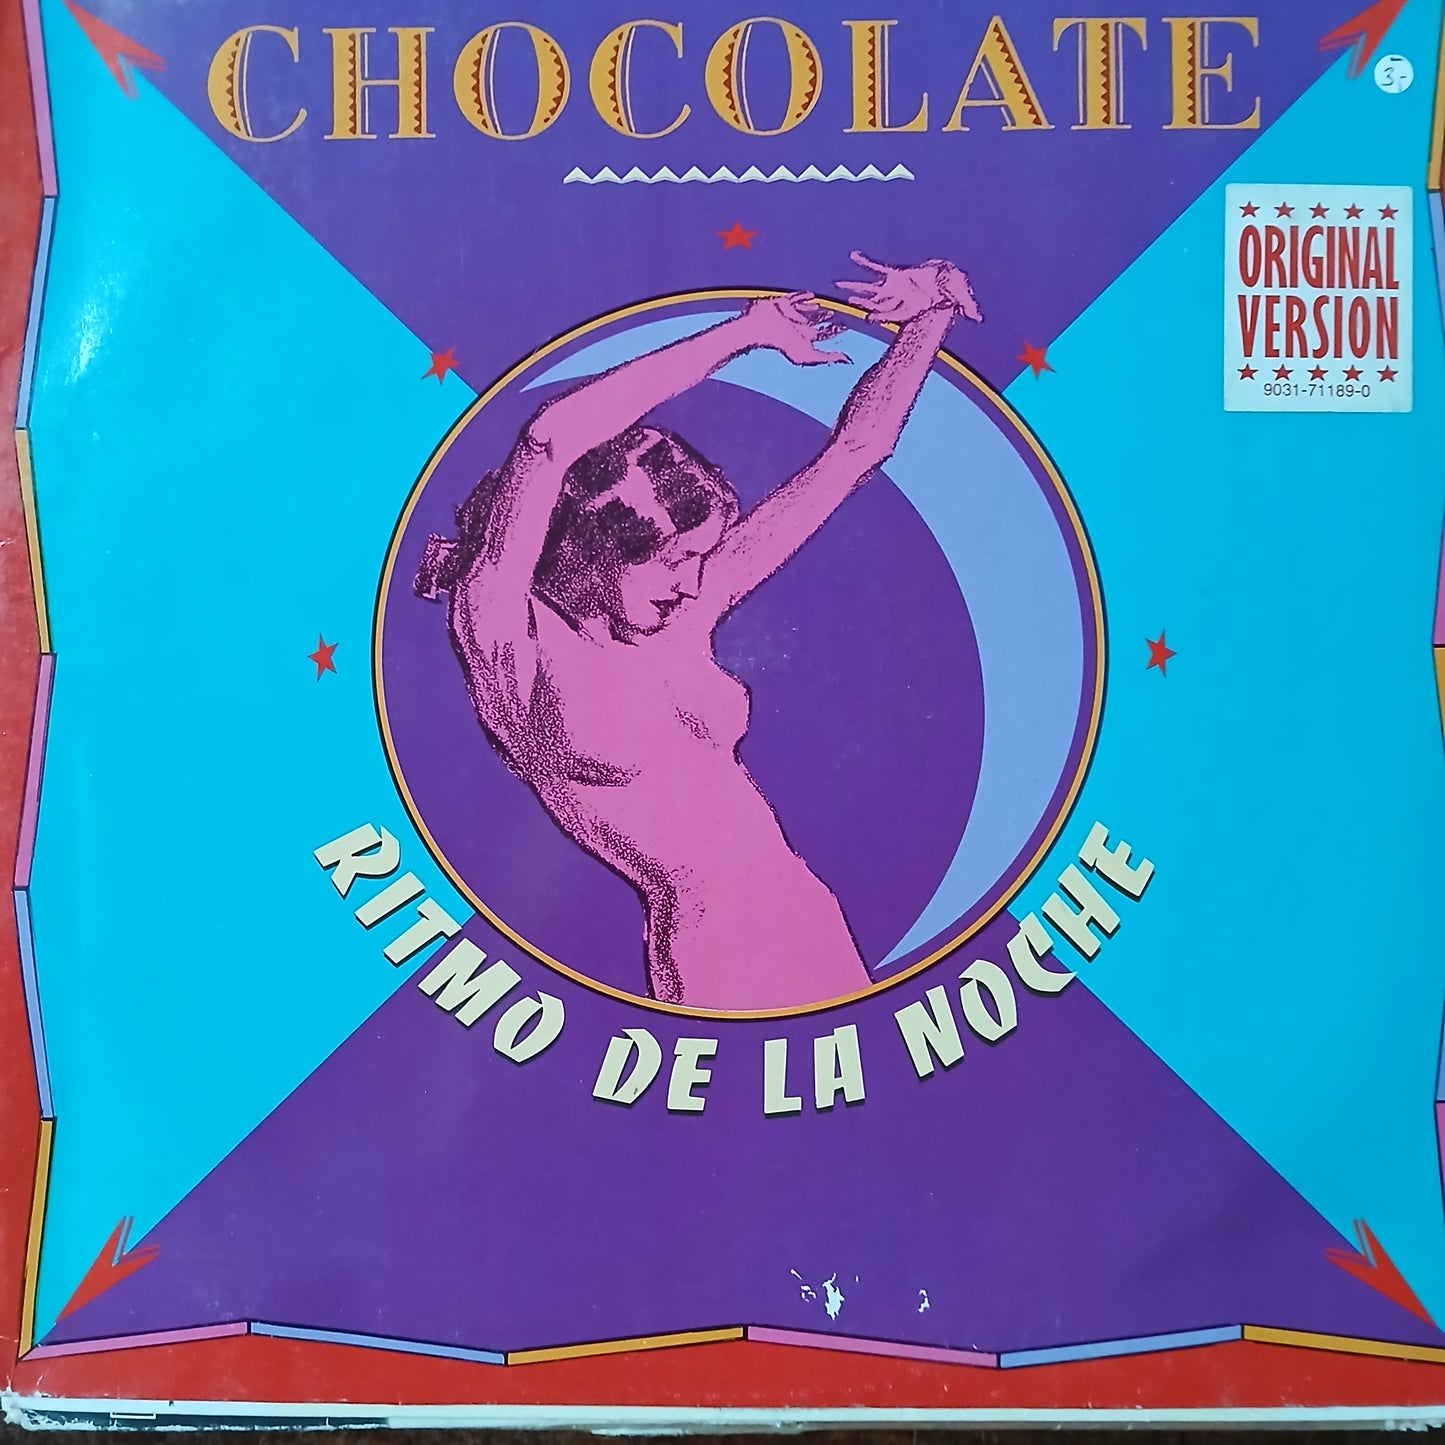 CHOCOLATE
3,-
ORIGINAL
VERSION
9031-71189-0
RITMO DE LA NOCHE